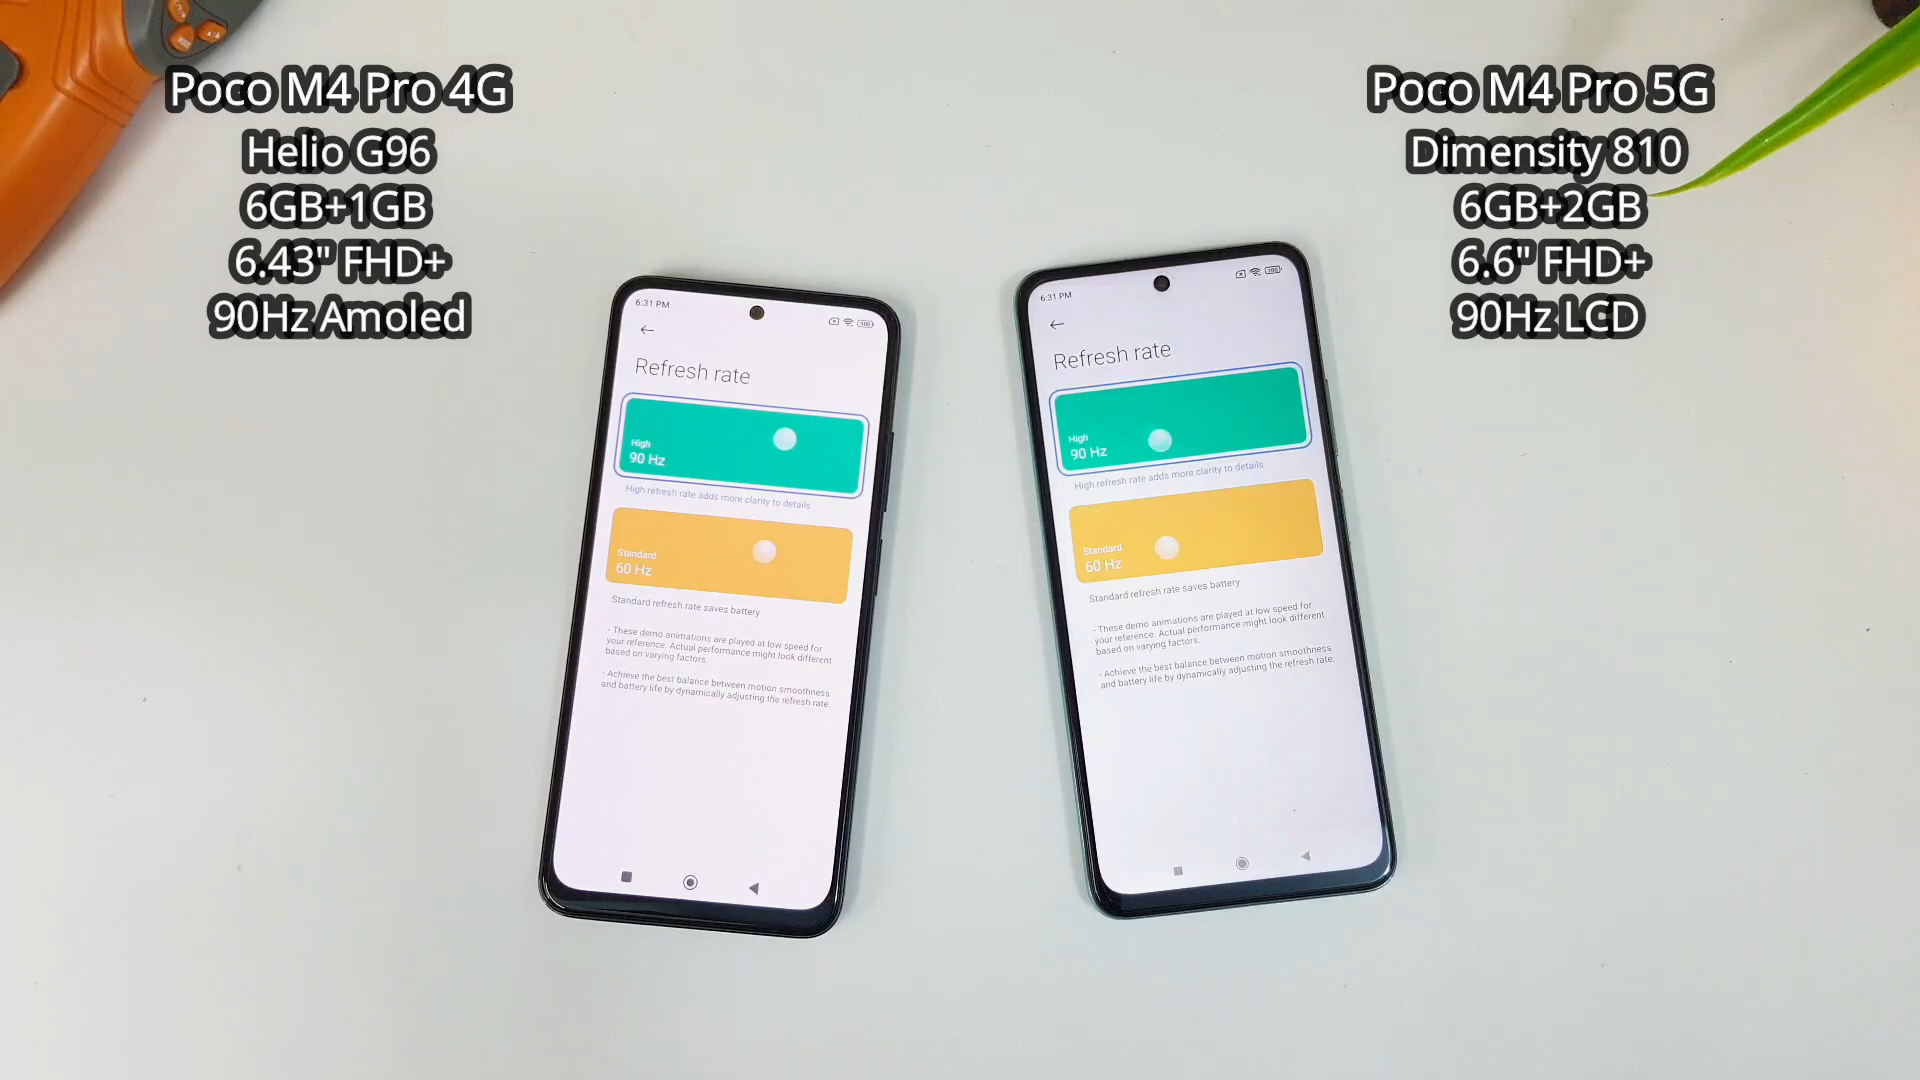 Poco M4 Pro 4G
Helio G96
6GB+1GB
6.43" FHD+
90Hz Amoled
Poco M4 Pro 5G
Dimensity 810
6GB+2GB
6.6" FHD+
90Hz LCD
6:31 PM
100
Refresh rate
High
90 Hz
High refresh rate adds more clarity to details
Standard
60 Hz
Standard refresh rate saves battery
- These demo animations are played at low speed for
your reference. Actual performance might look different
based on varying factors.
- Achieve the best balance between motion smoothness
and battery life by dynamically adjusting the refresh rate.
6:31 PM
100
Refresh rate
High
90 Hz
High refresh rate adds more clarity to details
Standard
60 Hz
Standard refresh rate saves battery
- These demo animations are played at low speed for
your reference. Actual performance might look different
based on varying factors.
- Achieve the best balance between motion smoothness
and battery life by dynamically adjusting the refresh rate.